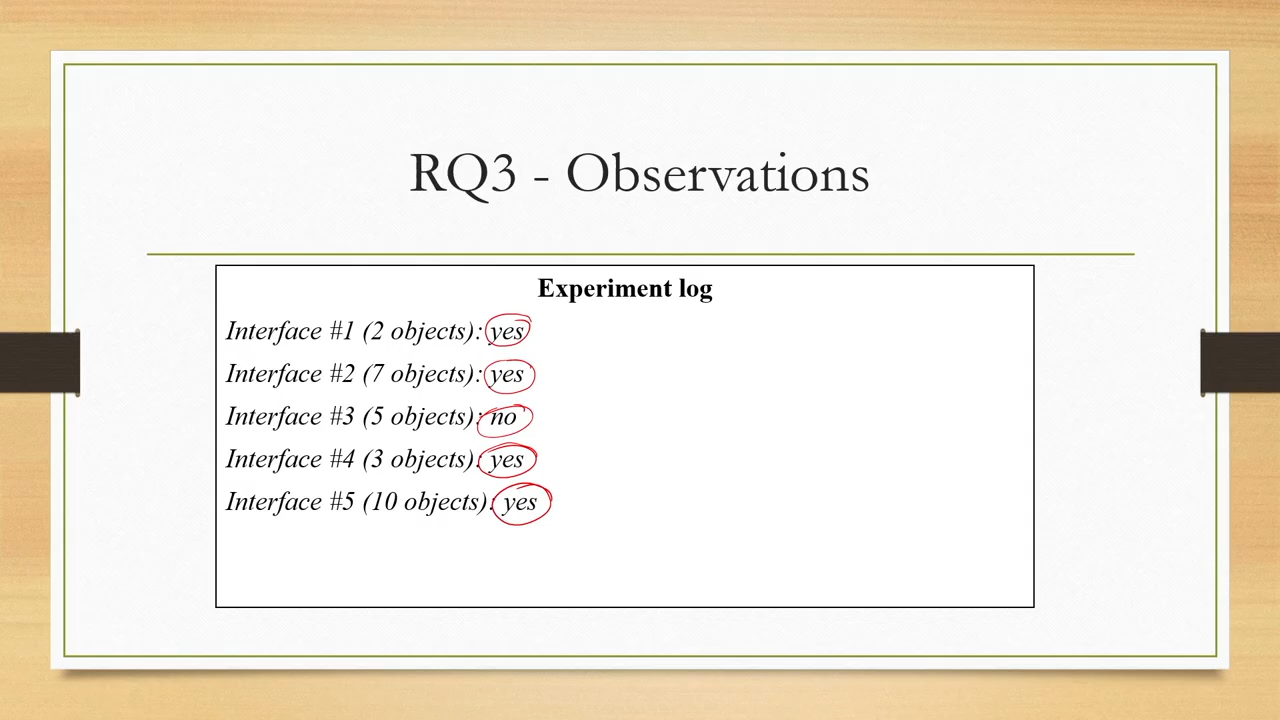 RQ3 - Observations
Experiment log
Interface #1 (2 objects): yes
Interface #2 (7 objects): yes
Interface #3 (5 objects): no
Interface #4 (3 objects): yes
Interface #5 (10 objects): yes